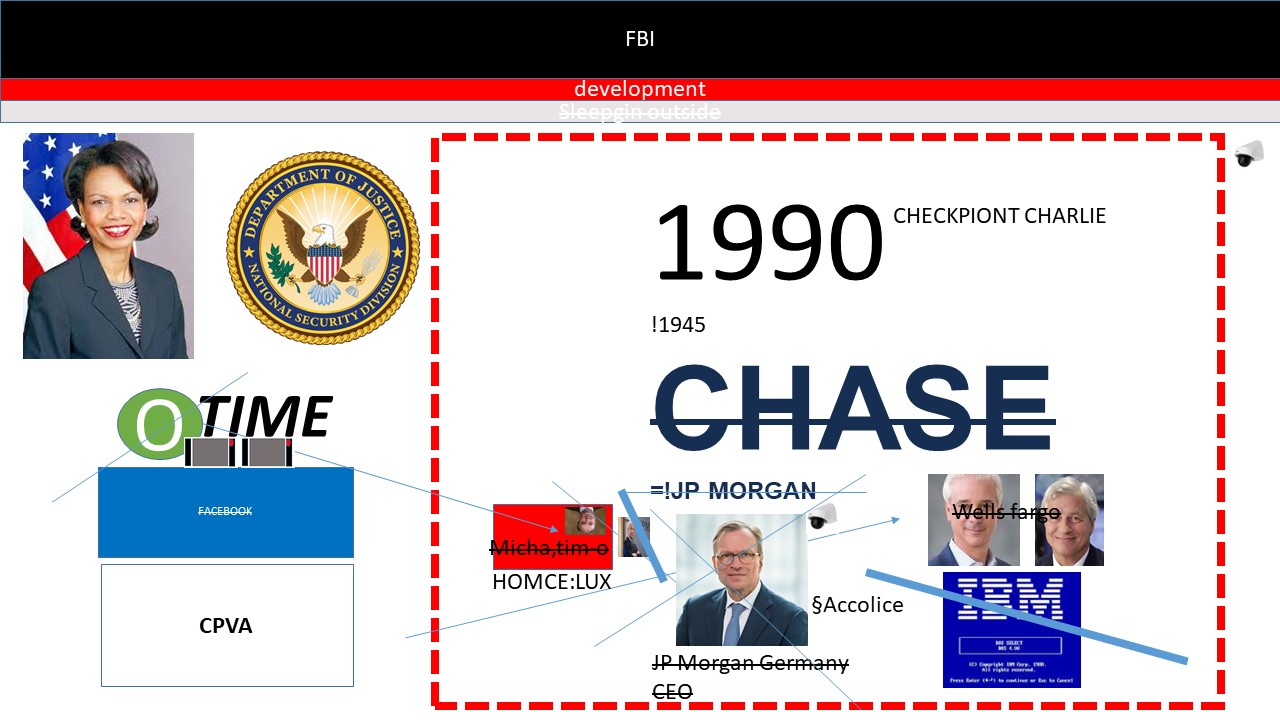 FBI
development
Sleepgin outside
DEPARTMENT OF JUSTICE
NATIONAL SECURITY DIVISION
1990
CHECKPIONT CHARLIE
!1945
CHASE
OTIME
FACEBOOK
CPVA
=!JP MORGAN
Micha,tim-o
HOMCE:LUX
Wells fargo
§Accolice
JP Morgan Germany
CEO
IBM
DOS SELECT
DOS 4.00
(C) Copyright IBM Corp. 1988.
All rights reserved.
Press Enter (↵) to continue or Esc to Cancel